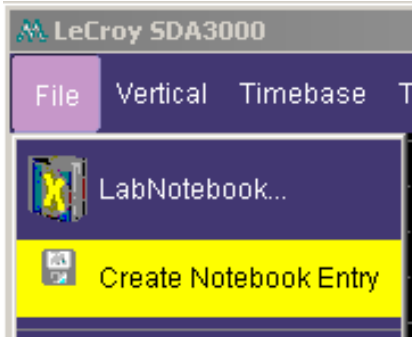 LeCroy SDA3000
File Vertical Timebase T
LabNotebook...
Create Notebook Entry